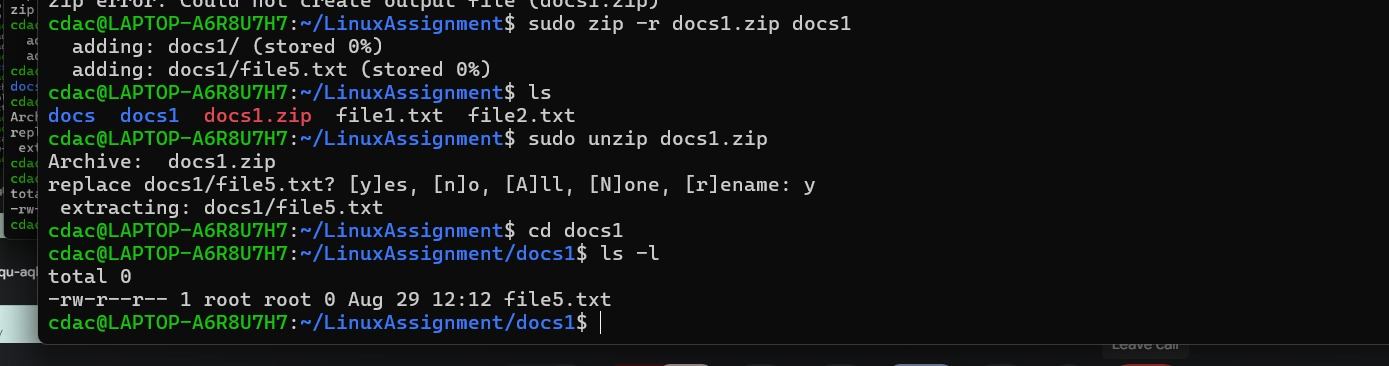 zip error: Could not create output file (docs1.zip)
cdac@LAPTOP-A6R8U7H7:~/LinuxAssignment$ sudo zip -r docs1.zip docs1
  adding: docs1/ (stored 0%)
  adding: docs1/file5.txt (stored 0%)
cdac@LAPTOP-A6R8U7H7:~/LinuxAssignment$ ls
docs  docs1  docs1.zip  file1.txt  file2.txt
cdac@LAPTOP-A6R8U7H7:~/LinuxAssignment$ sudo unzip docs1.zip
Archive:  docs1.zip
replace docs1/file5.txt? [y]es, [n]o, [A]ll, [N]one, [r]ename: y
 extracting: docs1/file5.txt
cdac@LAPTOP-A6R8U7H7:~/LinuxAssignment$ cd docs1
cdac@LAPTOP-A6R8U7H7:~/LinuxAssignment/docs1$ ls -l
total 0
-rw-r--r-- 1 root root 0 Aug 29 12:12 file5.txt
cdac@LAPTOP-A6R8U7H7:~/LinuxAssignment/docs1$
Leave call